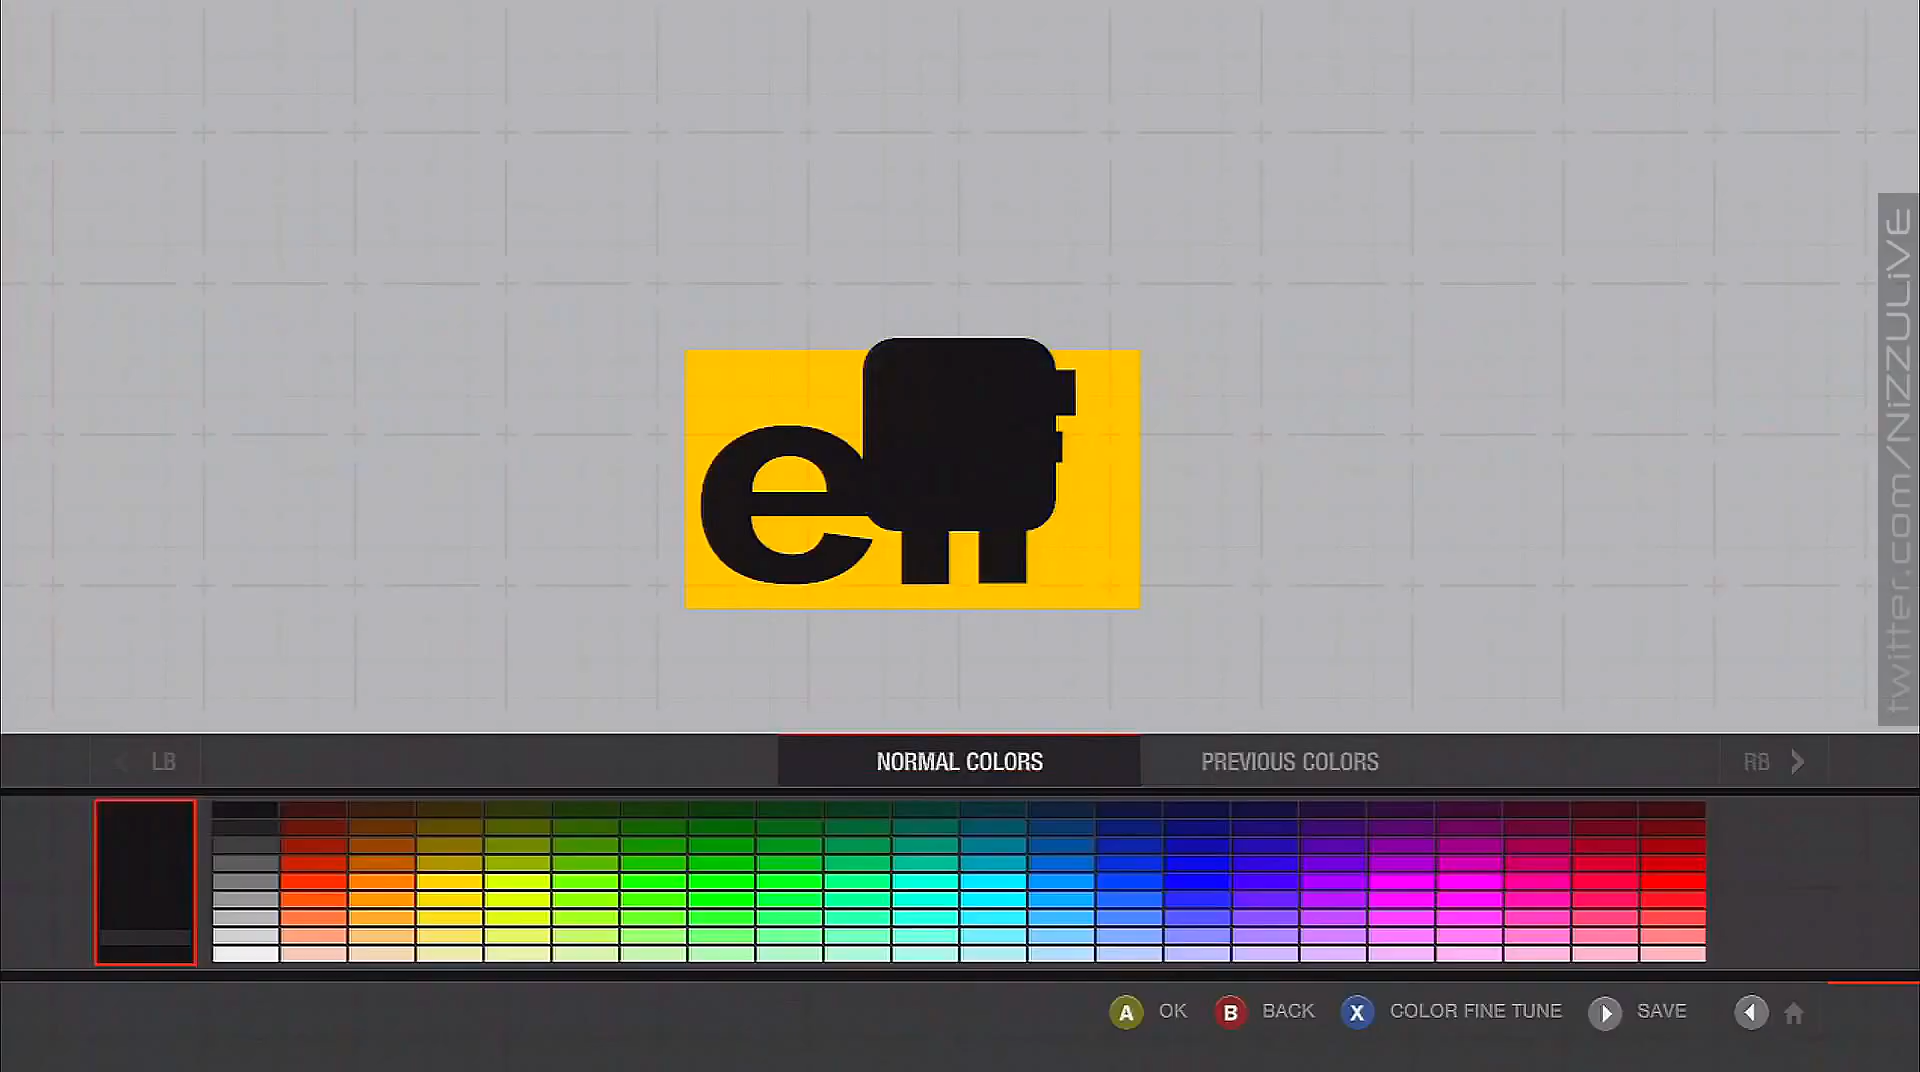 e
twitter.com/NiZZULiVE
LB
NORMAL COLORS
PREVIOUS COLORS
RB
A OK B BACK X COLOR FINE TUNE SAVE